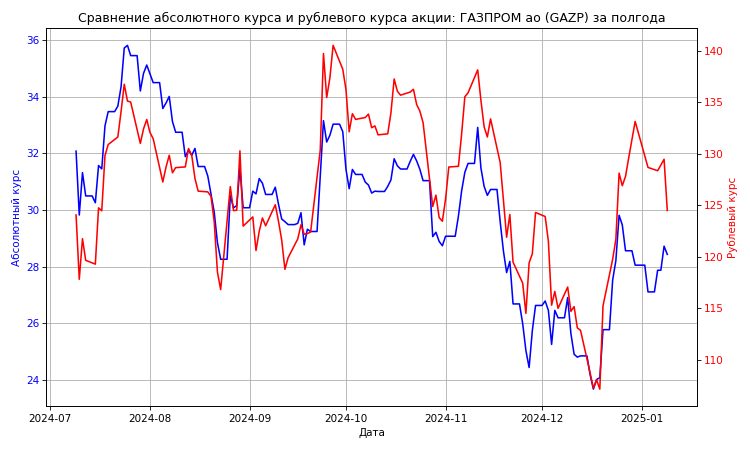 Сравнение абсолютного курса и рублевого курса акции: ГАЗПРОМ ао (GAZP) за полгода
36
34
32
30
28
26
24
Абсолютный курс
140
135
130
125
120
115
110
Рублевый курс
2024-07 2024-08 2024-09 2024-10 2024-11 2024-12 2025-01
Дата